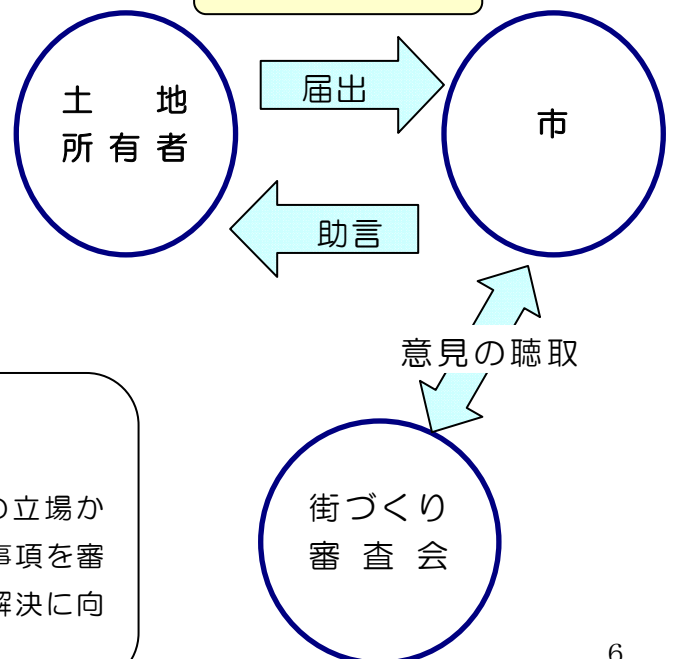 届出
土 地
所 有 者
市
助言
意見の聴取
の立場か
事項を審
解決に向
街づくり
審 査 会
6